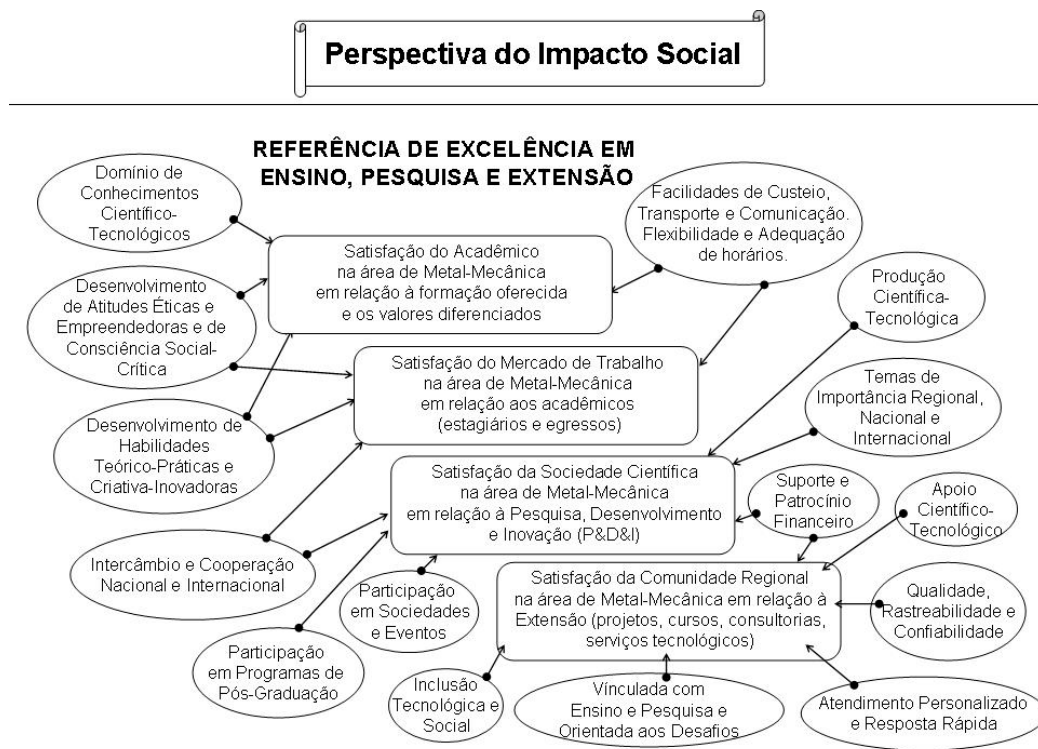 Perspectiva do Impacto Social
REFERÊNCIA DE EXCELÊNCIA EM
ENSINO, PESQUISA E EXTENSÃO
Domínio de
Conhecimentos
Científico-
Tecnológicos
Facilidades de Custeio,
Transporte e Comunicação.
Flexibilidade e Adequação
de horários.
Satisfação do Acadêmico
na área de Metal-Mecânica
em relação à formação oferecida
e os valores diferenciados
Produção
Científica-
Tecnológica
Desenvolvimento
de Atitudes Éticas e
Empreendedoras e de
Consciência Social-
Crítica
Satisfação do Mercado de Trabalho
na área de Metal-Mecânica
em relação aos acadêmicos
(estagiários e egressos)
Temas de
Importância Regional,
Nacional e
Internacional
Desenvolvimento de
Habilidades
Teórico-Práticas e
Criativa-Inovadoras
Satisfação da Sociedade Científica
na área de Metal-Mecânica
em relação à Pesquisa, Desenvolvimento
e Inovação (P&D&I)
Suporte e
Patrocínio
Financeiro
Apoio
Científico-
Tecnológico
Intercâmbio e Cooperação
Nacional e Internacional
Participação
em Sociedades
e Eventos
Satisfação da Comunidade Regional
na área de Metal-Mecânica em relação à
Extensão (projetos, cursos, consultorias,
serviços tecnológicos)
Qualidade,
Rastreabilidade e
Confiabilidade
Participação
em Programas de
Pós-Graduação
Inclusão
Tecnológica e
Social
Vínculada com
Ensino e Pesquisa e
Orientada aos Desafios
Atendimento Personalizado
e Resposta Rápida